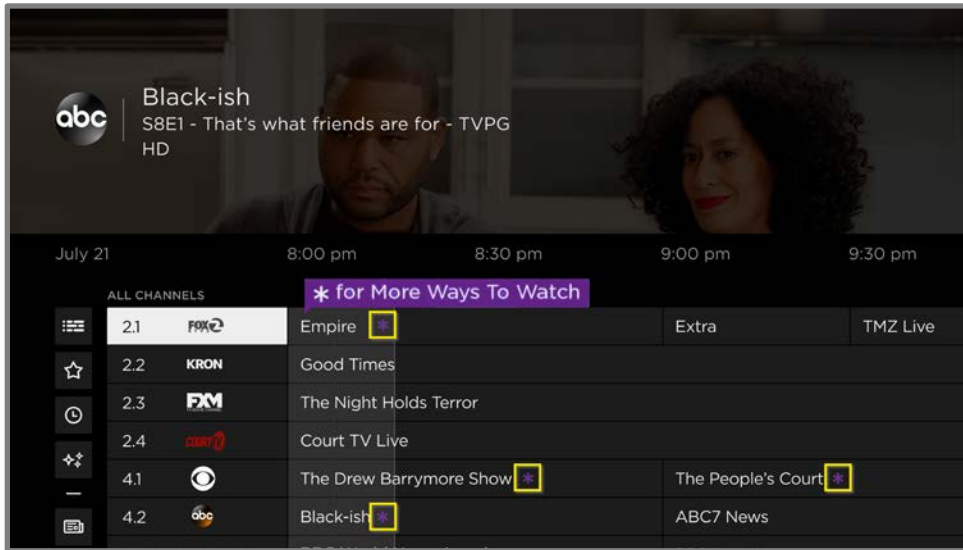 abc
Black-ish
S8E1 - That's what friends are for - TVPG
HD
July 21 8:00 pm 8:30 pm 9:00 pm 9:30 pm
ALL CHANNELS
* for More Ways To Watch
2.1 FOX 2 Empire * Extra TMZ Live
2.2 KRON Good Times
2.3 FXM The Night Holds Terror
2.4 COURT TV Court TV Live
4.1 The Drew Barrymore Show * The People's Court *
4.2 abc Black-ish * ABC7 News